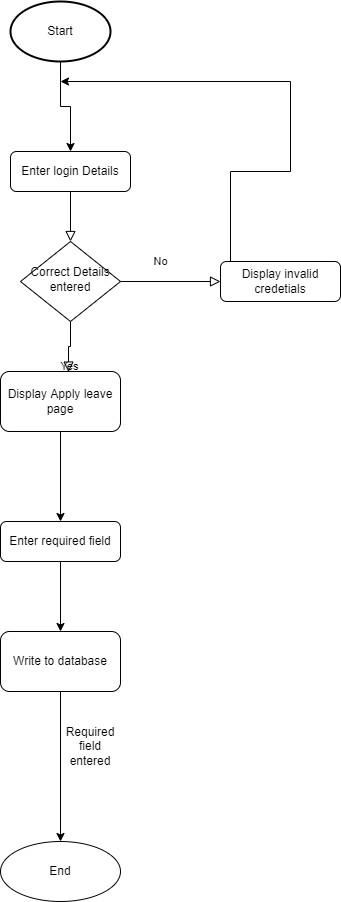 Start
Enter login Details
Correct Details
entered
No
Display invalid
credetials
Yes
Display Apply leave
page
Enter required field
Write to database
Required
field
entered
End